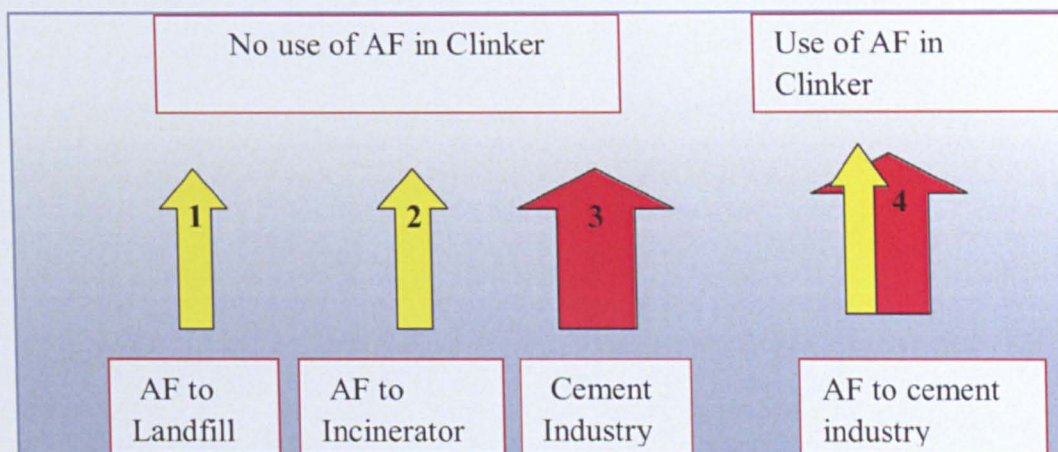 No use of AF in Clinker
Use of AF in
Clinker
1
2
3
4
AF to
Landfill
AF to
Incinerator
Cement
Industry
AF to cement
industry